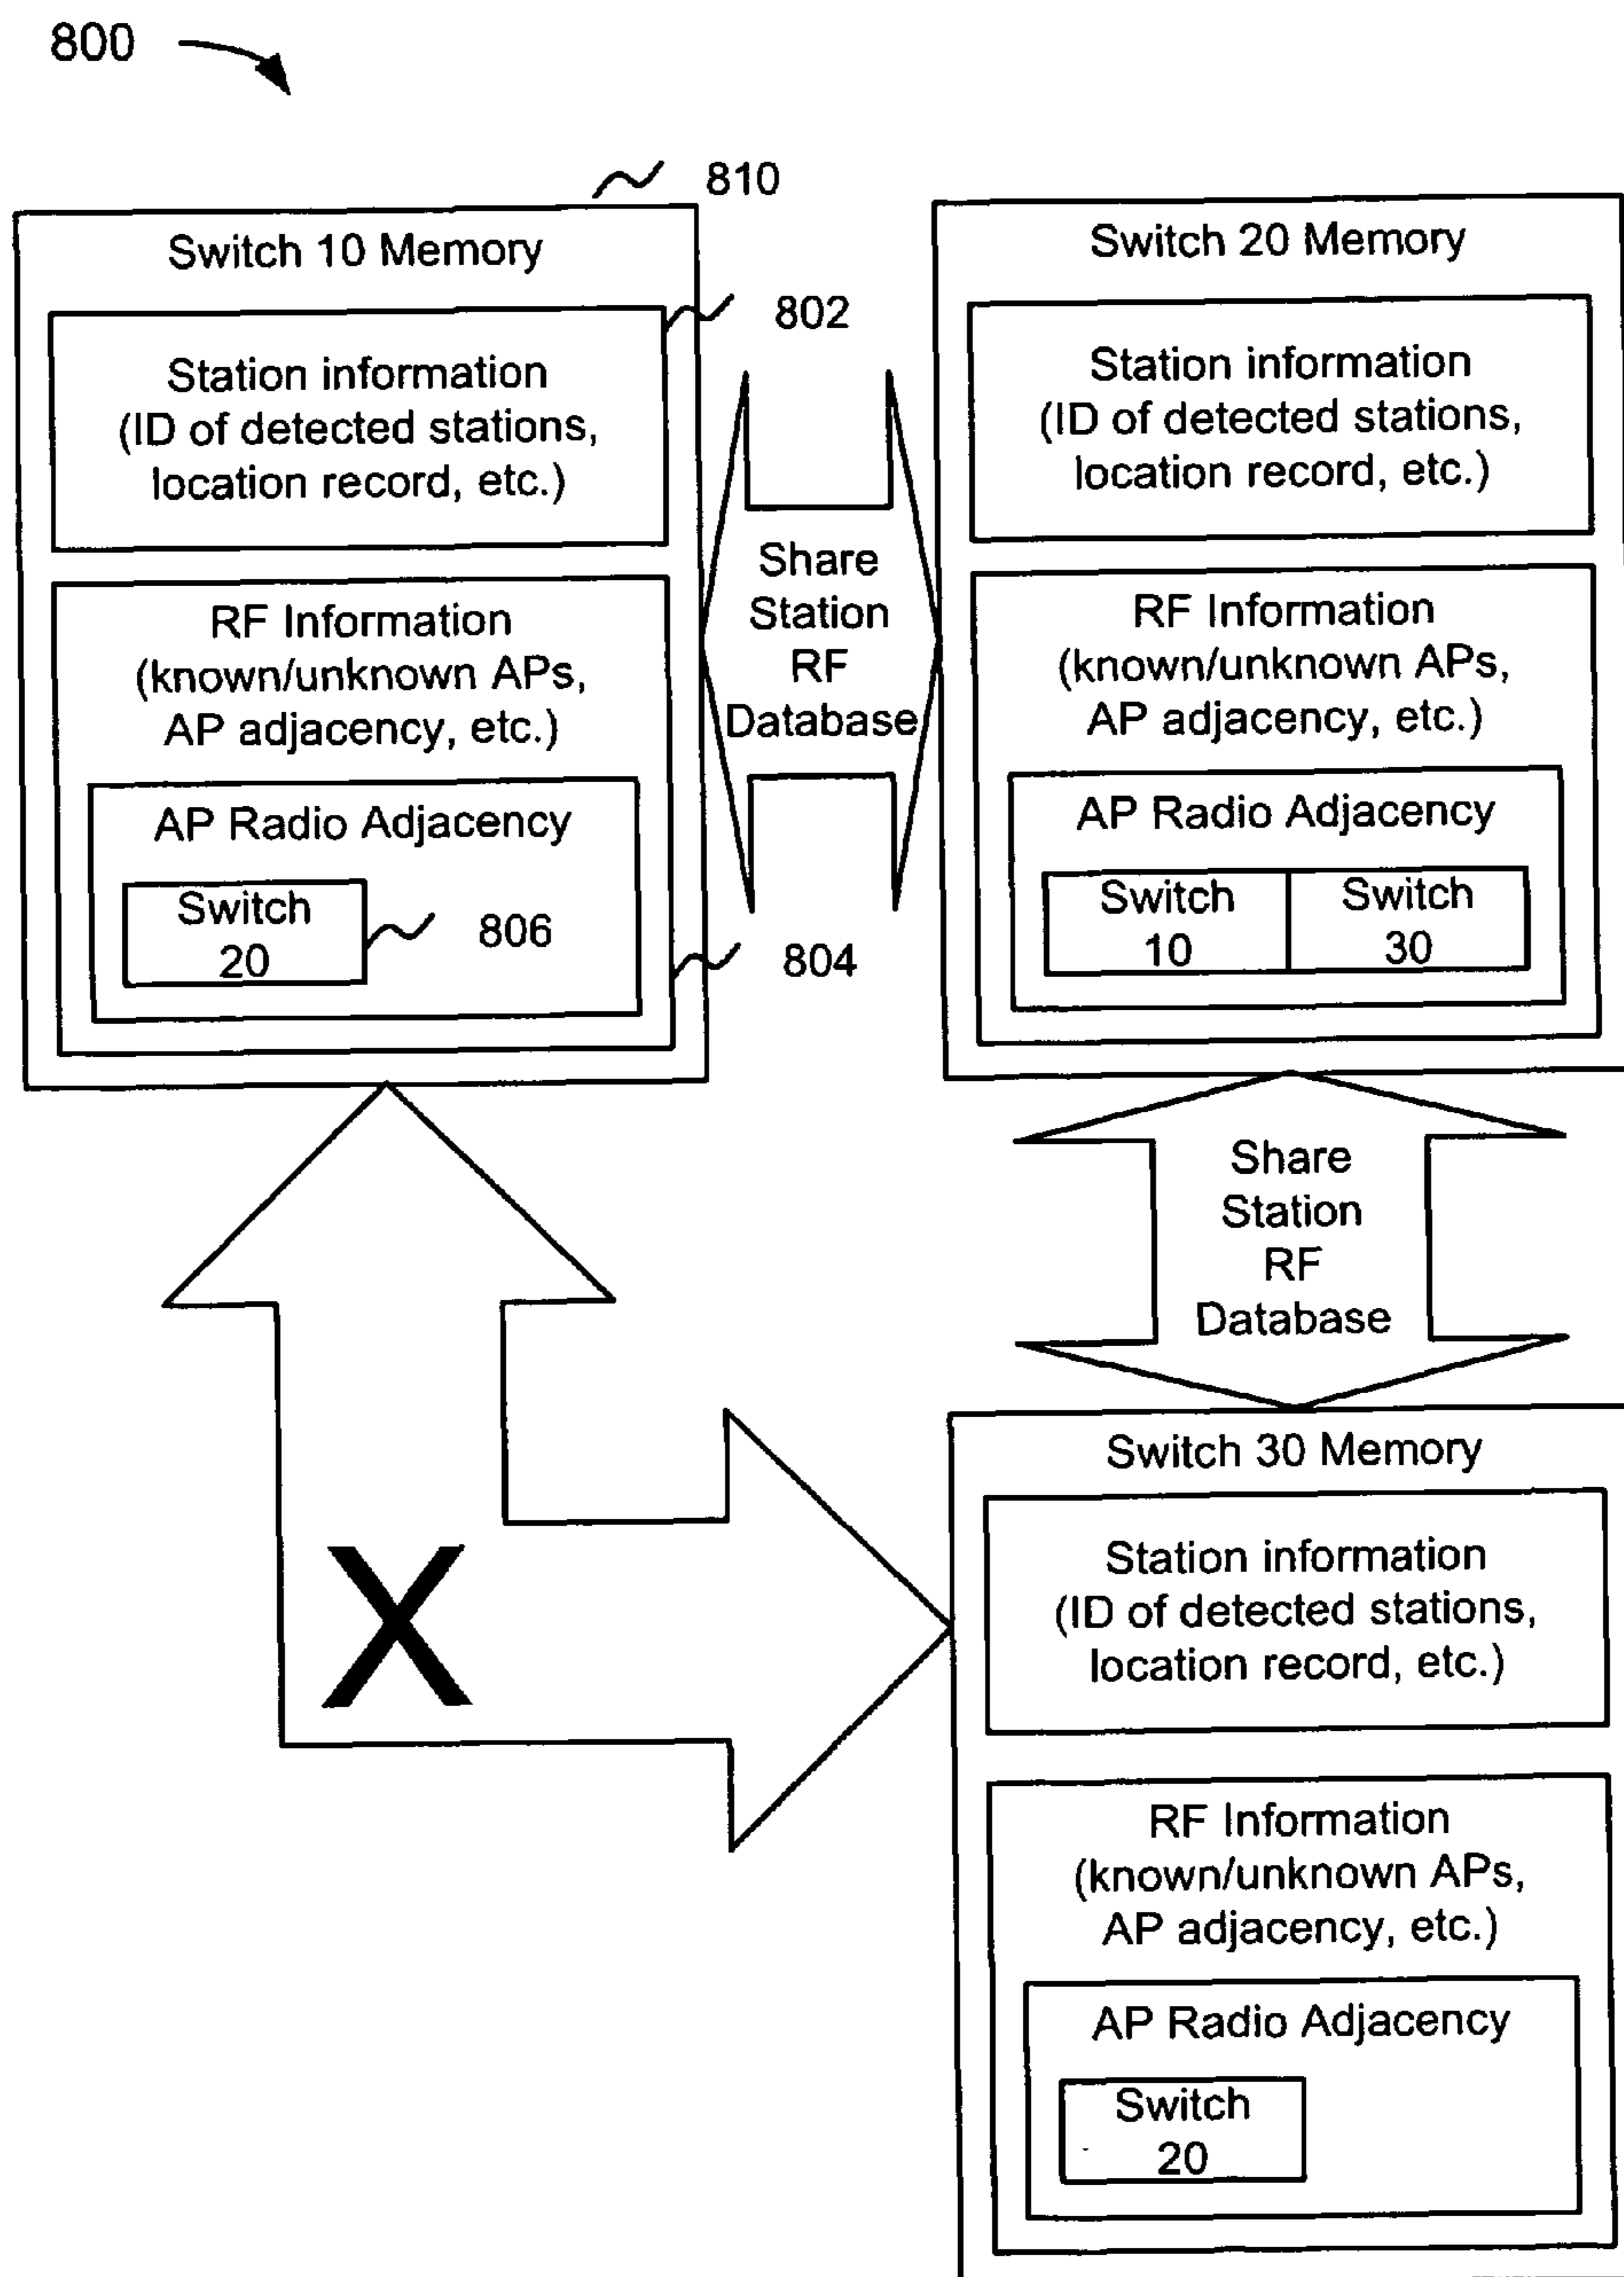 800
810
Switch 10 Memory
802
Station information
(ID of detected stations,
location record, etc.)
RF Information
(known/unknown APs,
AP adjacency, etc.)
AP Radio Adjacency
Switch
20
806
804
Share
Station
RF
Database
Switch 20 Memory
Station information
(ID of detected stations,
location record, etc.)
RF Information
(known/unknown APs,
AP adjacency, etc.)
AP Radio Adjacency
Switch
10
Switch
30
Share
Station
RF
Database
X
Switch 30 Memory
Station information
(ID of detected stations,
location record, etc.)
RF Information
(known/unknown APs,
AP adjacency, etc.)
AP Radio Adjacency
Switch
20